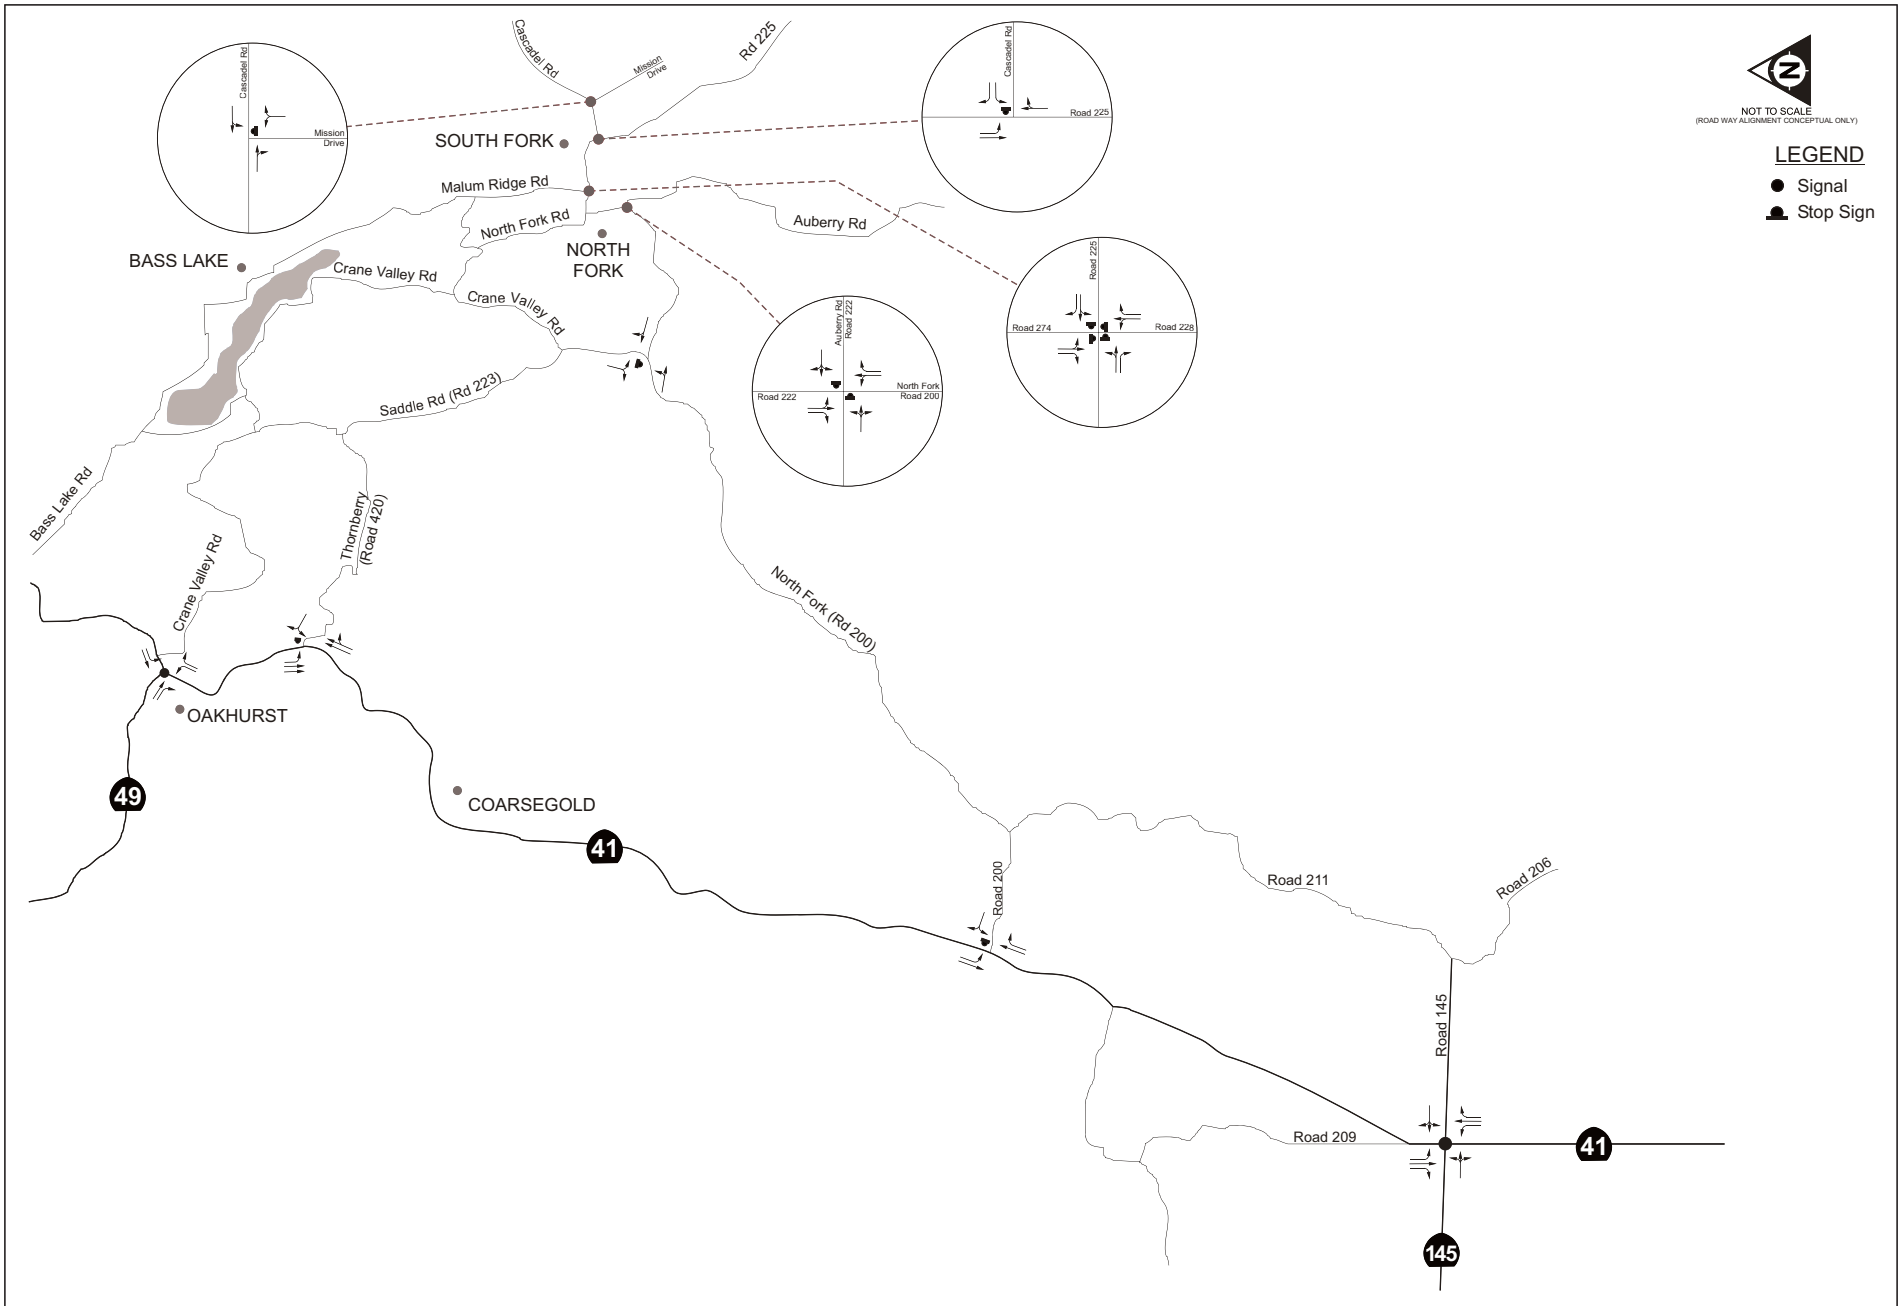 Cascadel Rd
Mission
Drive
Rd 225
Cascadel Rd
Mission
Drive
Cascadel Rd
Road 225
N
NOT TO SCALE
(ROAD WAY ALIGNMENT CONCEPTUAL ONLY)
LEGEND
Signal
Stop Sign
SOUTH FORK
Malum Ridge Rd
North Fork Rd
NORTH
FORK
Auberry Rd
BASS LAKE
Crane Valley Rd
Crane Valley Rd
Road 225
Road 274
Road 228
Auberry Rd
Road 222
Road 222
North Fork
Road 200
Saddle Rd (Rd 223)
Bass Lake Rd
Thornberry
(Road 420)
Crane Valley Rd
North Fork (Rd 200)
OAKHURST
49
COARSEGOLD
41
Road 200
Road 211
Road 206
Road 145
Road 209
41
145